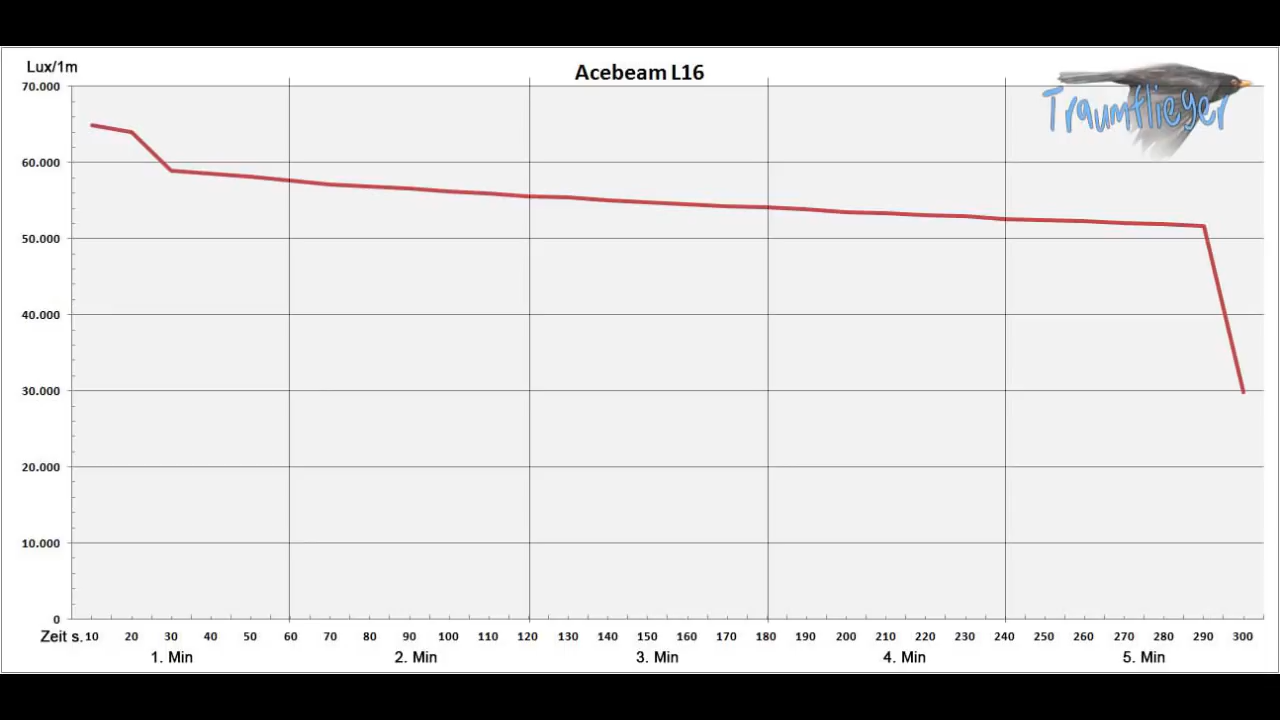 Lux/1m
Acebeam L16
Traumflieger
70.000
60.000
50.000
40.000
30.000
20.000
10.000
0
Zeit s. 10 20 30 40 50 60 70 80 90 100 110 120 130 140 150 160 170 180 190 200 210 220 230 240 250 260 270 280 290 300
1. Min 2. Min 3. Min 4. Min 5. Min